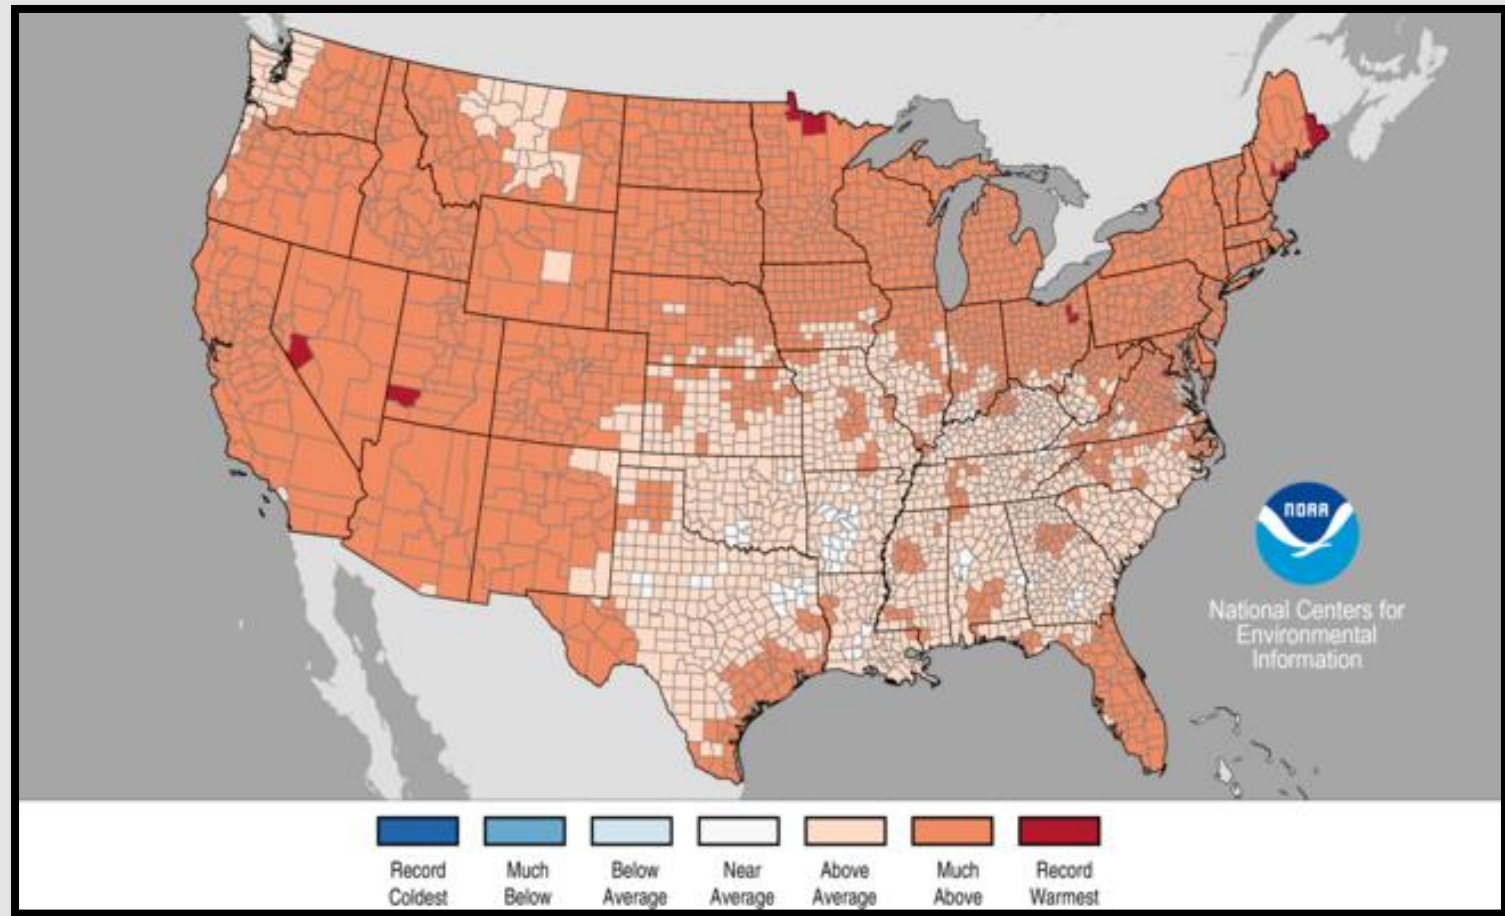 NOAA
National Centers for
Environmental
Information
Record Coldest
Much Below
Below Average
Near Average
Above Average
Much Above
Record Warmest